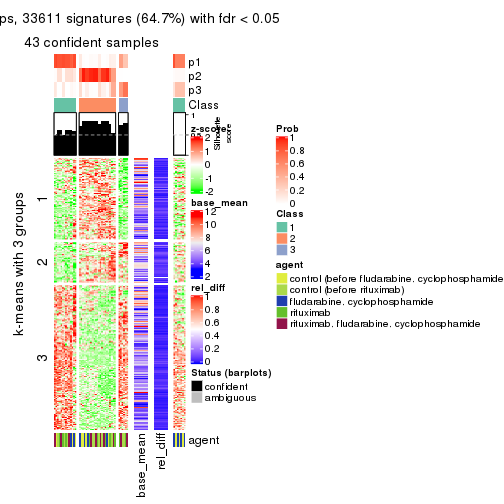 ps, 33611 signatures (64.7%) with fdr < 0.05
43 confident samples
p1
p2
p3
Class
1
Silhouette
score
z-score
2
1
0
-1
-2
base_mean
12
10
8
6
4
2
rel_diff
1
0.8
0.6
0.4
0.2
0
Status (barplots)
confident
ambiguous
k-means with 3 groups
1
2
3
agent
base_mean
rel_diff
Prob
1
0.8
0.6
0.4
0.2
0
Class
1
2
3
agent
control (before fludarabine. cyclophosphamide
control (before rituximab)
fludarabine. cyclophosphamide
rituximab
rituximab. fludarabine. cyclophosphamide